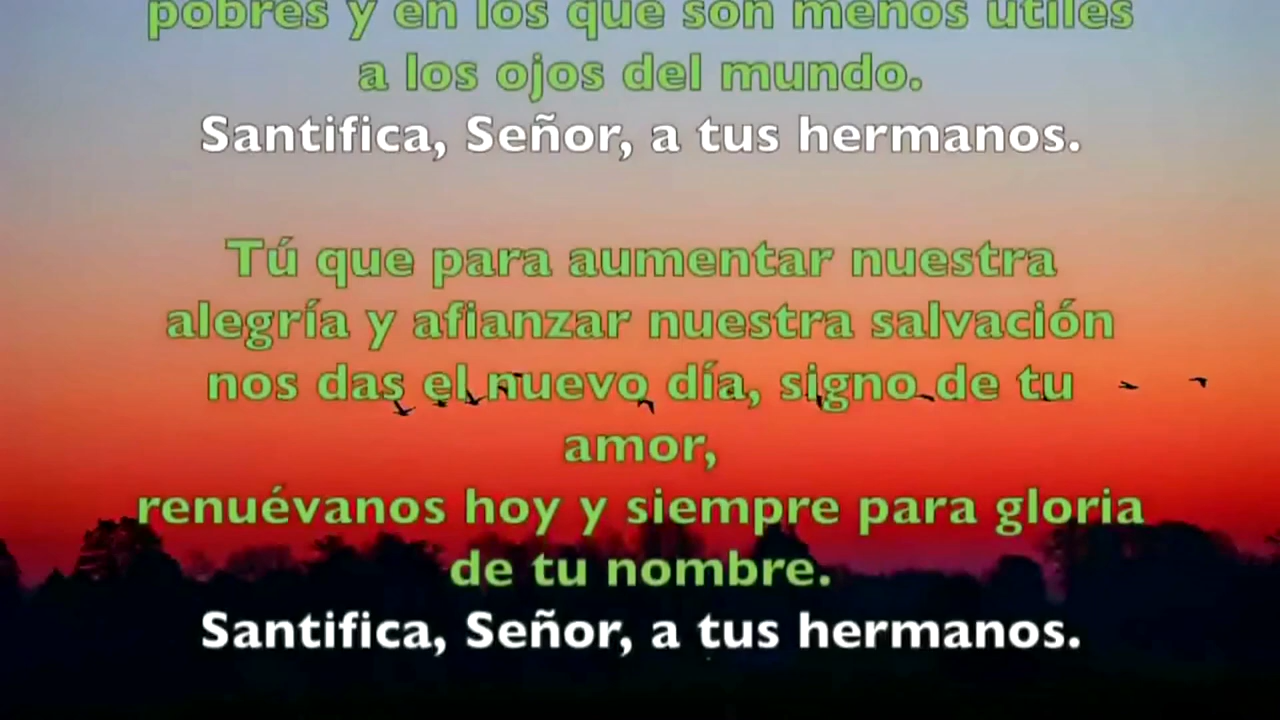 pobres y en los que son menos útiles
a los ojos del mundo.
Santifica, Señor, a tus hermanos.
Tú que para aumentar nuestra
alegría y afianzar nuestra salvación
nos das el nuevo día, signo de tu
amor,
renuévanos hoy y siempre para gloria
de tu nombre.
Santifica, Señor, a tus hermanos.